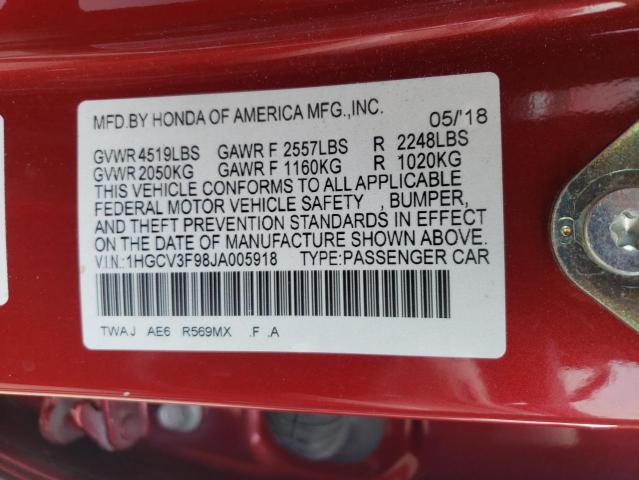 MFD.BY HONDA OF AMERICA MFG.,INC. 05/'18
GVWR 4519LBS GAWR F 2557LBS R 2248LBS
GVWR 2050KG GAWR F 1160KG R 1020KG
THIS VEHICLE CONFORMS TO ALL APPLICABLE
FEDERAL MOTOR VEHICLE SAFETY , BUMPER,
AND THEFT PREVENTION STANDARDS IN EFFECT
ON THE DATE OF MANUFACTURE SHOWN ABOVE.
V.I.N.:1HGCV3F98JA005918 TYPE:PASSENGER CAR
TWAJ AE6 R569MX .F .A